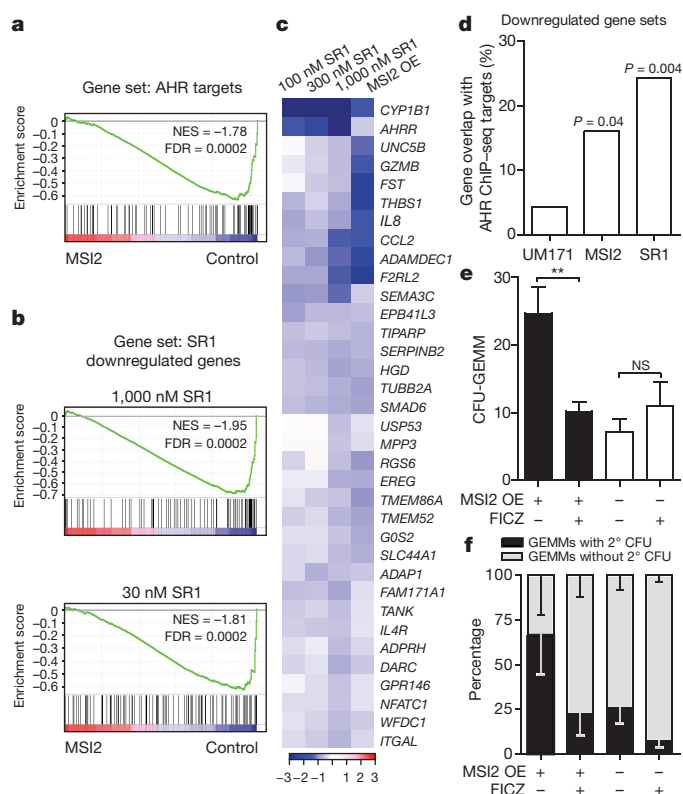 a
Gene set: AHR targets
Enrichment score
0
−0.1
−0.2
−0.3
−0.4
−0.5
−0.6
NES = −1.78
FDR = 0.0002
MSI2 Control
b
Gene set: SR1
downregulated genes
1,000 nM SR1
Enrichment score
0
−0.1
−0.2
−0.3
−0.4
−0.5
−0.6
−0.7
NES = −1.95
FDR = 0.0002
30 nM SR1
Enrichment score
0
−0.1
−0.2
−0.3
−0.4
−0.5
−0.6
NES = −1.81
FDR = 0.0002
MSI2 Control
c
100 nM SR1
300 nM SR1
1,000 nM SR1
MSI2 OE
CYP1B1
AHRR
UNC5B
GZMB
FST
THBS1
IL8
CCL2
ADAMDEC1
F2RL2
SEMA3C
EPB41L3
TIPARP
SERPINB2
HGD
TUBB2A
SMAD6
USP53
MPP3
RGS6
EREG
TMEM86A
TMEM52
G0S2
SLC44A1
ADAP1
FAM171A1
TANK
IL4R
ADPRH
DARC
GPR146
NFATC1
WFDC1
ITGAL
−3 −2 −1 1 2 3
d
Downregulated gene sets
Gene overlap with
AHR ChIP–seq targets (%)
30
20
10
0
P = 0.04
P = 0.004
UM171 MSI2 SR1
e
CFU-GEMM
30
20
10
0
**
NS
MSI2 OE + + − −
FICZ − + − +
f
GEMMs with 2° CFU
GEMMs without 2° CFU
Percentage
100
75
50
25
0
MSI2 OE + + − −
FICZ − + − +